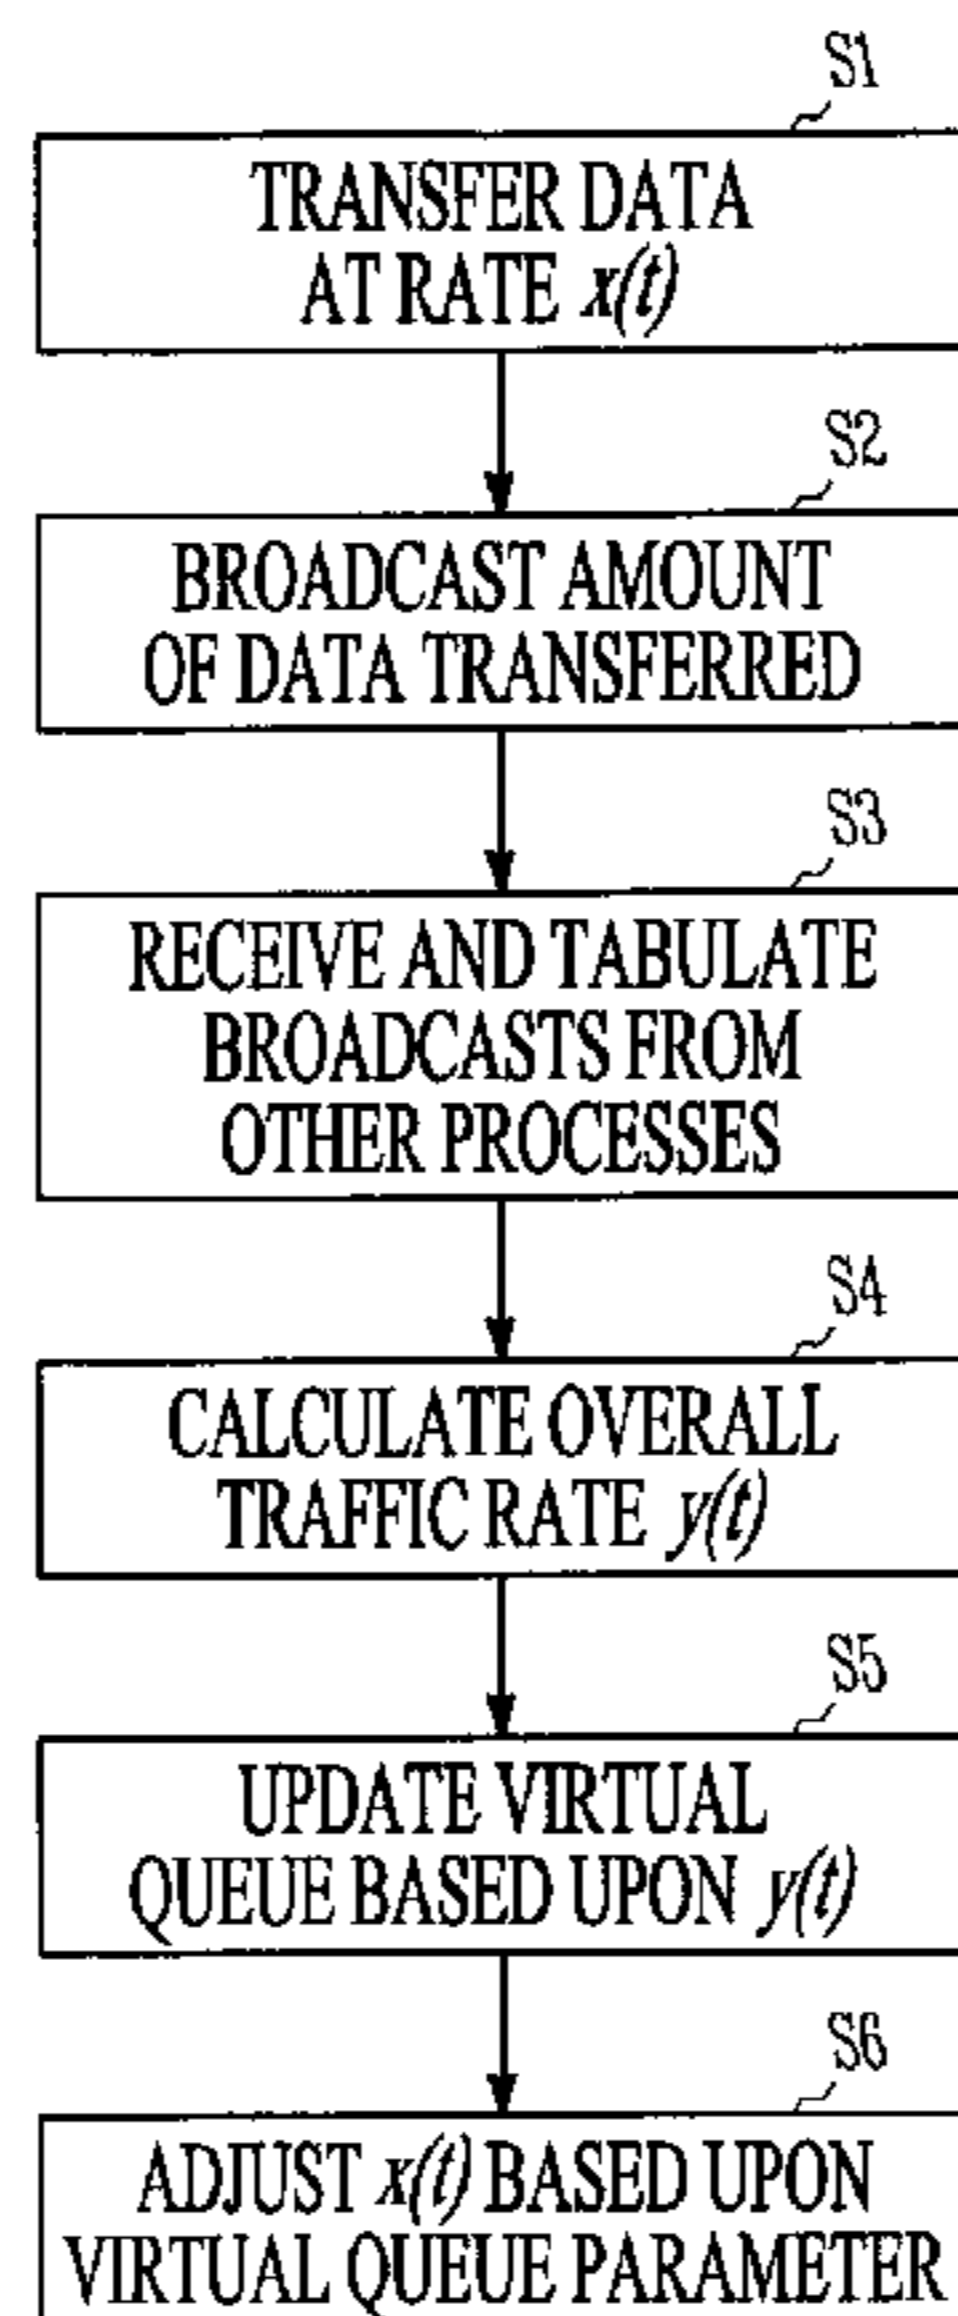 S1
TRANSFER DATA
AT RATE x(t)
S2
BROADCAST AMOUNT
OF DATA TRANSFERRED
S3
RECEIVE AND TABULATE
BROADCASTS FROM
OTHER PROCESSES
S4
CALCULATE OVERALL
TRAFFIC RATE y(t)
S5
UPDATE VIRTUAL
QUEUE BASED UPON y(t)
S6
ADJUST x(t) BASED UPON
VIRTUAL QUEUE PARAMETER